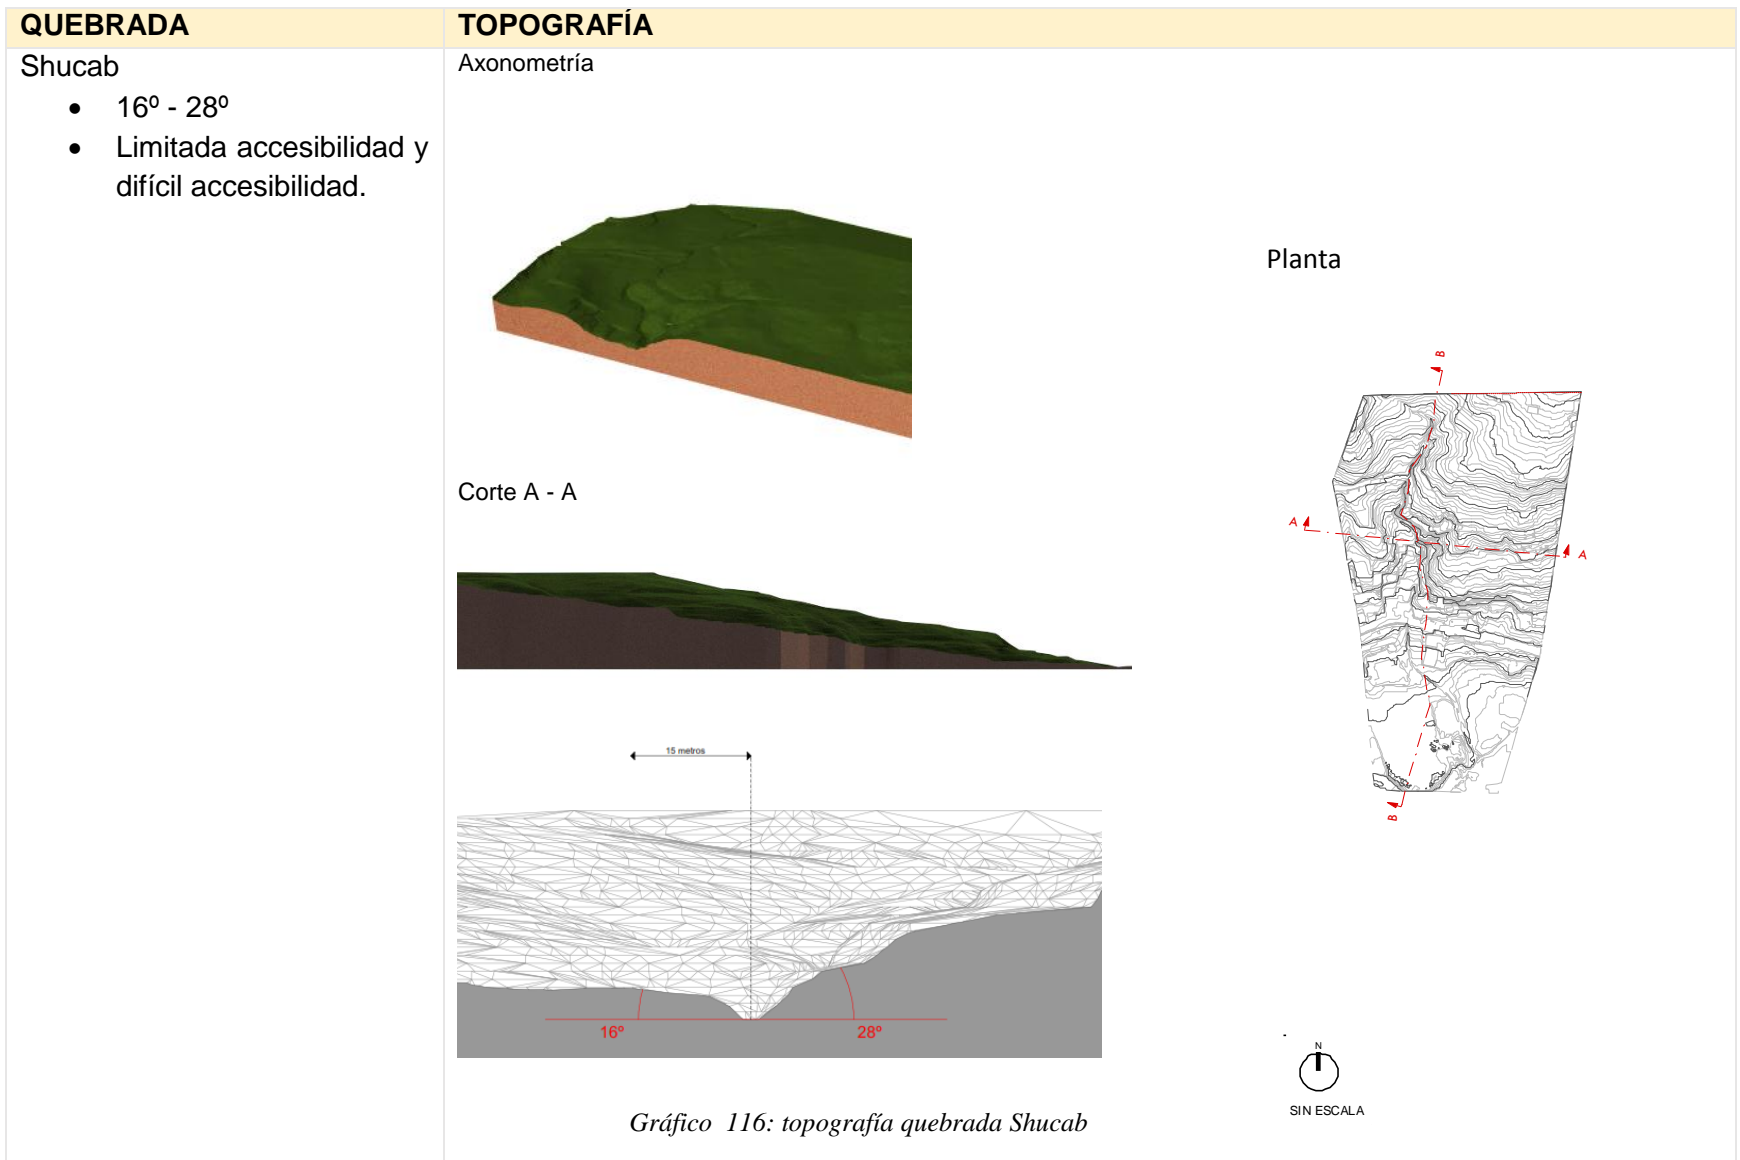 QUEBRADA
TOPOGRAFÍA
Shucab
• 16º - 28º
• Limitada accesibilidad y
difícil accesibilidad.
Axonometría
Planta
B
A
A
B
Corte A - A
15 metros
16º
28º
N
SIN ESCALA
Gráfico 116: topografía quebrada Shucab